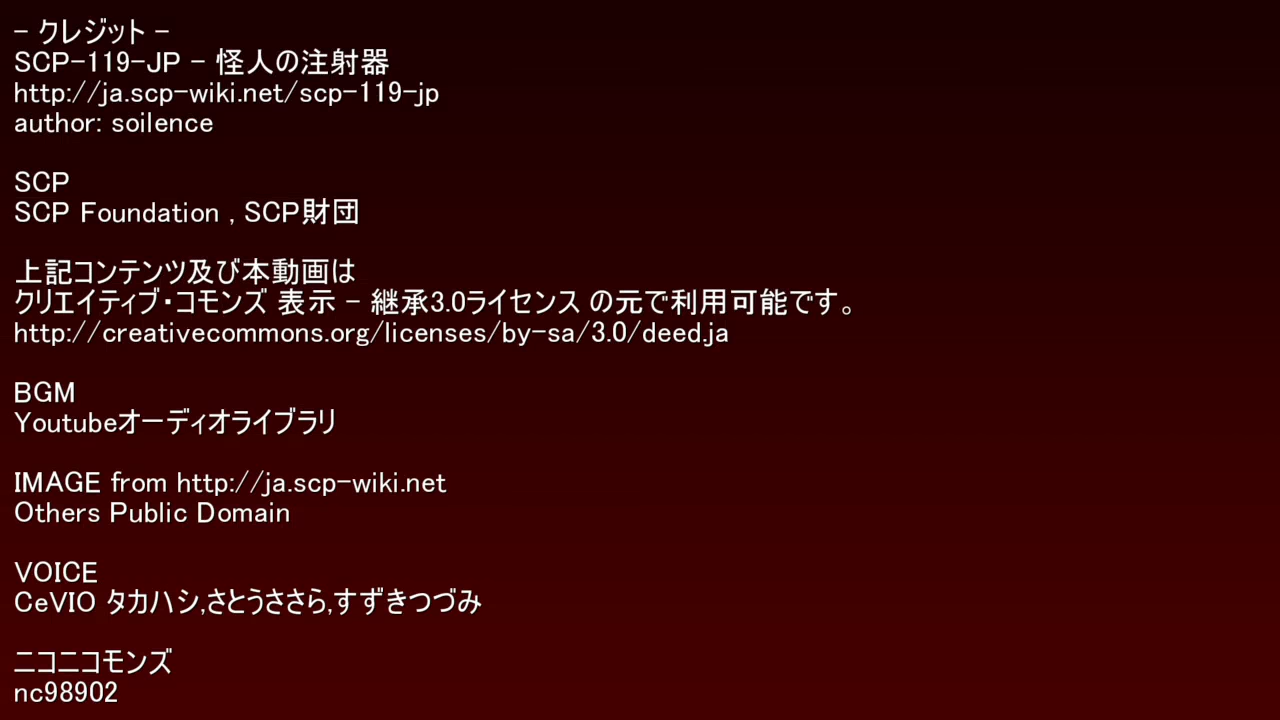 - クレジット -
SCP-119-JP - 怪人の注射器
http://ja.scp-wiki.net/scp-119-jp
author: soilence
SCP
SCP Foundation , SCP財団
上記コンテンツ及び本動画は
クリエイティブ・コモンズ 表示 - 継承3.0ライセンス の元で利用可能です。
http://creativecommons.org/licenses/by-sa/3.0/deed.ja
BGM
Youtubeオーディオライブラリ
IMAGE from http://ja.scp-wiki.net
Others Public Domain
VOICE
CeVIO タカハシ,さとうささら,すずきつづみ
ニコニコモンズ
nc98902